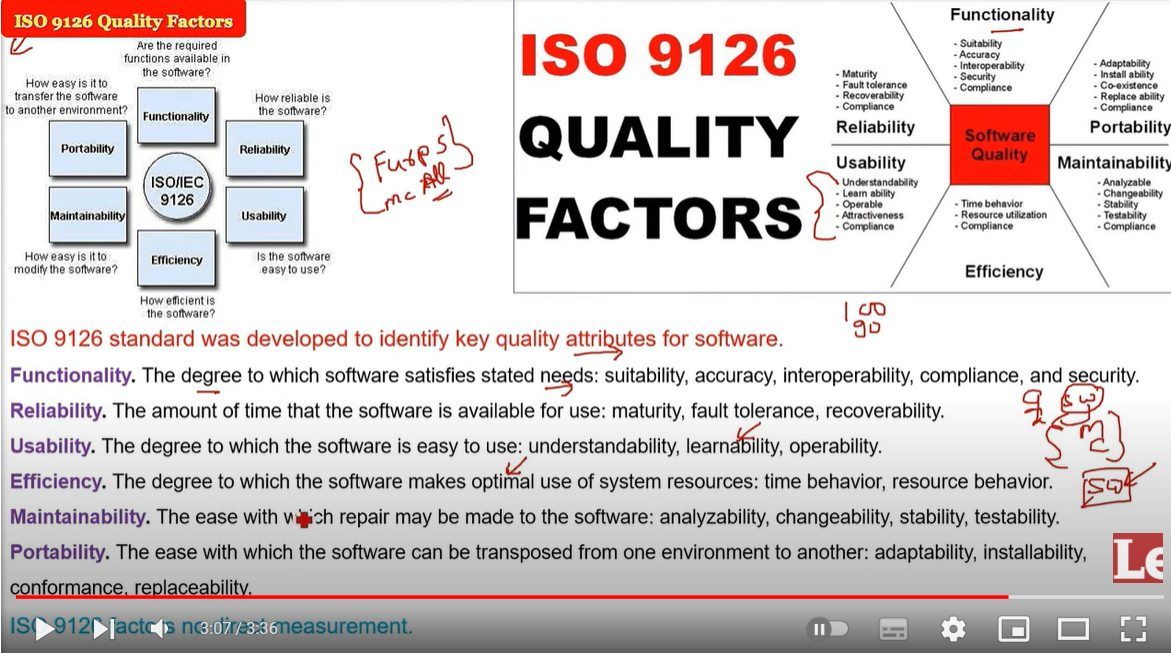 ISO 9126 Quality Factors
Are the required
functions available in
the software?
How easy is it to
transfer the software
to another environment?
How reliable is
the software?
Functionality
Portability
Reliability
ISO/IEC
9126
Maintainability
Usability
Efficiency
How easy is it to
modify the software?
Is the software
easy to use?
How efficient is
the software?
{ Furps }
mc All
ISO 9126
QUALITY
FACTORS
Functionality
- Suitability
- Accuracy
- Interoperability
- Security
- Compliance
- Maturity
- Fault tolerance
- Recoverability
- Compliance
Reliability
- Adaptability
- Install ability
- Co-existence
- Replace ability
- Compliance
Portability
Software
Quality
Usability
- Understandability
- Learn ability
- Operable
- Attractiveness
- Compliance
Maintainability
- Analyzable
- Changeability
- Stability
- Testability
- Compliance
- Time behavior
- Resource utilization
- Compliance
Efficiency
100
90
ISO 9126 standard was developed to identify key quality attributes for software.
Functionality. The degree to which software satisfies stated needs: suitability, accuracy, interoperability, compliance, and security.
Reliability. The amount of time that the software is available for use: maturity, fault tolerance, recoverability.
Usability. The degree to which the software is easy to use: understandability, learnability, operability.
Efficiency. The degree to which the software makes optimal use of system resources: time behavior, resource behavior.
Maintainability. The ease with which repair may be made to the software: analyzability, changeability, stability, testability.
Portability. The ease with which the software can be transposed from one environment to another: adaptability, installability,
conformance, replaceability.
SW
SW
Le
ISO 9126 factors no direct measurement.
3:07 / 3:36